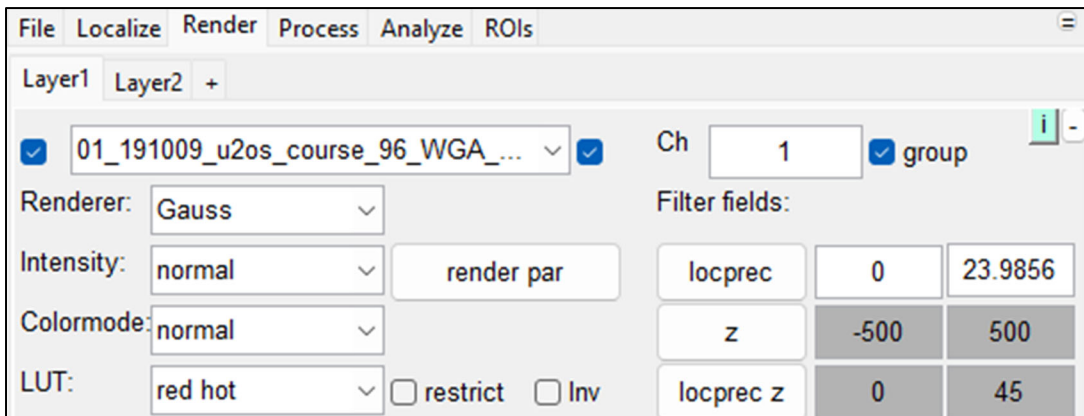 File Localize Render Process Analyze ROIs
Layer1 Layer2 +
01_191009_u2os_course_96_WGA_... Ch 1 group i -
Renderer: Gauss Filter fields:
Intensity: normal render par locprec 0 23.9856
Colormode: normal z -500 500
LUT: red hot restrict Inv locprec z 0 45